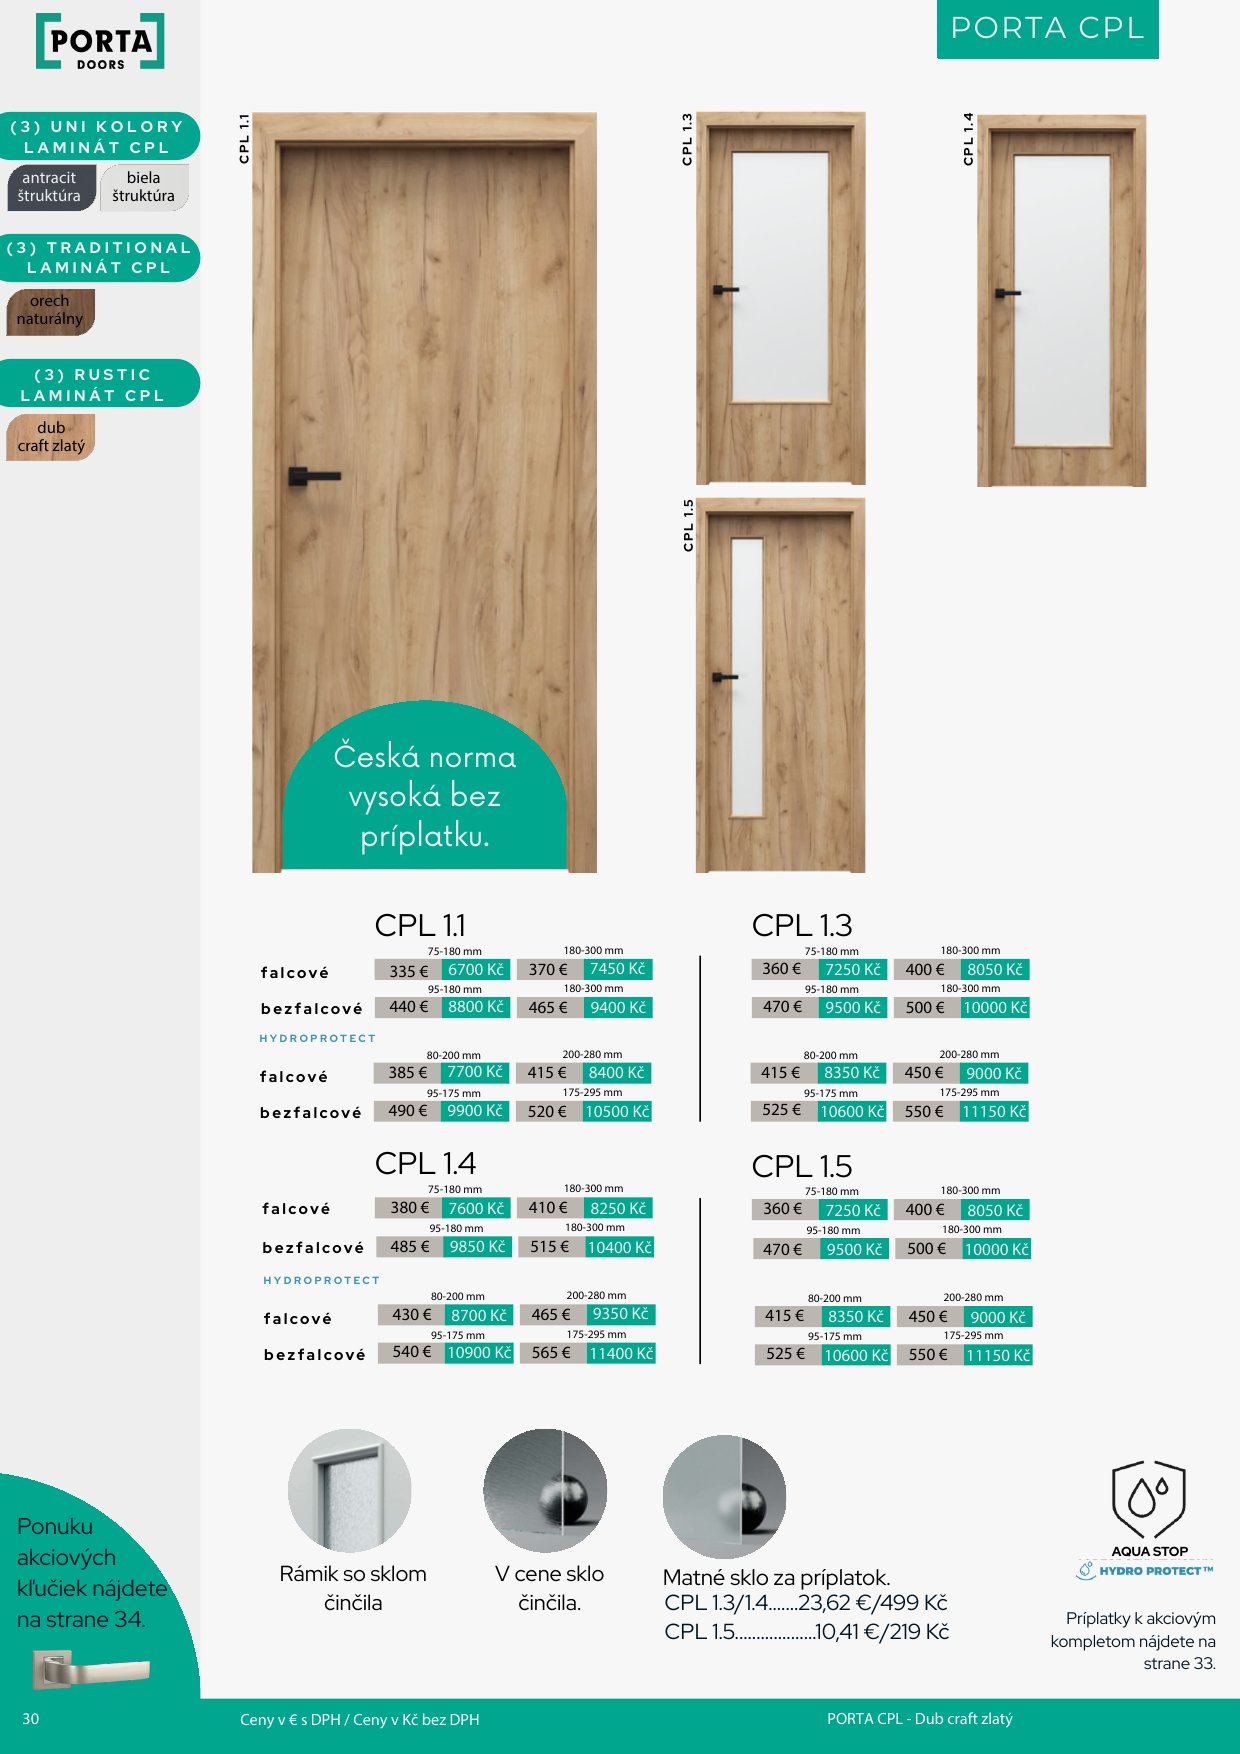 PORTA
DOORS
PORTA CPL
(3) UNI KOLORY
LAMINÁT CPL
antracit
štruktúra
biela
štruktúra
(3) TRADITIONAL
LAMINÁT CPL
orech
naturálny
(3) RUSTIC
LAMINÁT CPL
dub
craft zlatý
CPL 1.1
CPL 1.3
CPL 1.4
CPL 1.5
Česká norma
vysoká bez
príplatku.
CPL 1.1
75-180 mm 180-300 mm
falcové 335 € 6700 Kč 370 € 7450 Kč
95-180 mm 180-300 mm
bezfalcové 440 € 8800 Kč 465 € 9400 Kč
HYDROPROTECT
80-200 mm 200-280 mm
falcové 385 € 7700 Kč 415 € 8400 Kč
95-175 mm 175-295 mm
bezfalcové 490 € 9900 Kč 520 € 10500 Kč
CPL 1.3
75-180 mm 180-300 mm
360 € 7250 Kč 400 € 8050 Kč
95-180 mm 180-300 mm
470 € 9500 Kč 500 € 10000 Kč
80-200 mm 200-280 mm
415 € 8350 Kč 450 € 9000 Kč
95-175 mm 175-295 mm
525 € 10600 Kč 550 € 11150 Kč
CPL 1.4
75-180 mm 180-300 mm
falcové 380 € 7600 Kč 410 € 8250 Kč
95-180 mm 180-300 mm
bezfalcové 485 € 9850 Kč 515 € 10400 Kč
HYDROPROTECT
80-200 mm 200-280 mm
falcové 430 € 8700 Kč 465 € 9350 Kč
95-175 mm 175-295 mm
bezfalcové 540 € 10900 Kč 565 € 11400 Kč
CPL 1.5
75-180 mm 180-300 mm
360 € 7250 Kč 400 € 8050 Kč
95-180 mm 180-300 mm
470 € 9500 Kč 500 € 10000 Kč
80-200 mm 200-280 mm
415 € 8350 Kč 450 € 9000 Kč
95-175 mm 175-295 mm
525 € 10600 Kč 550 € 11150 Kč
Rámik so sklom
činčila
V cene sklo
činčila.
Matné sklo za príplatok.
CPL 1.3/1.4.......23,62 €/499 Kč
CPL 1.5...................10,41 €/219 Kč
AQUA STOP
HYDRO PROTECT™
Príplatky k akciovým
kompletom nájdete na
strane 33.
Ponuku
akciových
kľučiek nájdete
na strane 34.
30
Ceny v € s DPH / Ceny v Kč bez DPH
PORTA CPL - Dub craft zlatý